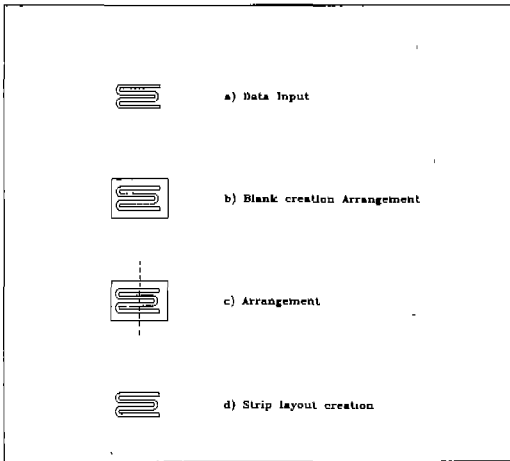 a) Data Input
b) Blank creation Arrangement
c) Arrangement
d) Strip layout creation